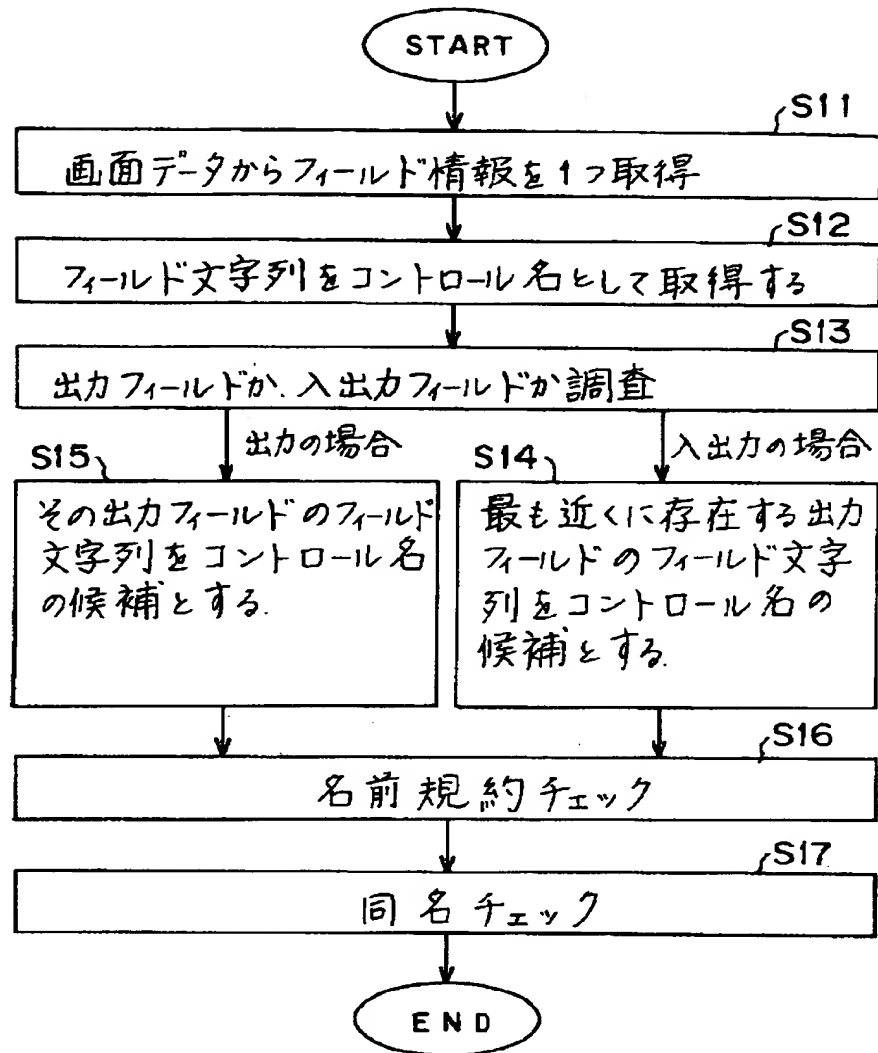 START
S11
画面データからフィールド情報を1つ取得
S12
フィールド文字列をコントロール名として取得する
S13
出力フィールドか、入出力フィールドか調査
出力の場合
入出力の場合
S15
その出力フィールドのフィールド
文字列をコントロール名
の候補とする.
S14
最も近くに存在する出力
フィールドのフィールド文字
列をコントロール名の
候補とする.
S16
名前規約チェック
S17
同名チェック
END